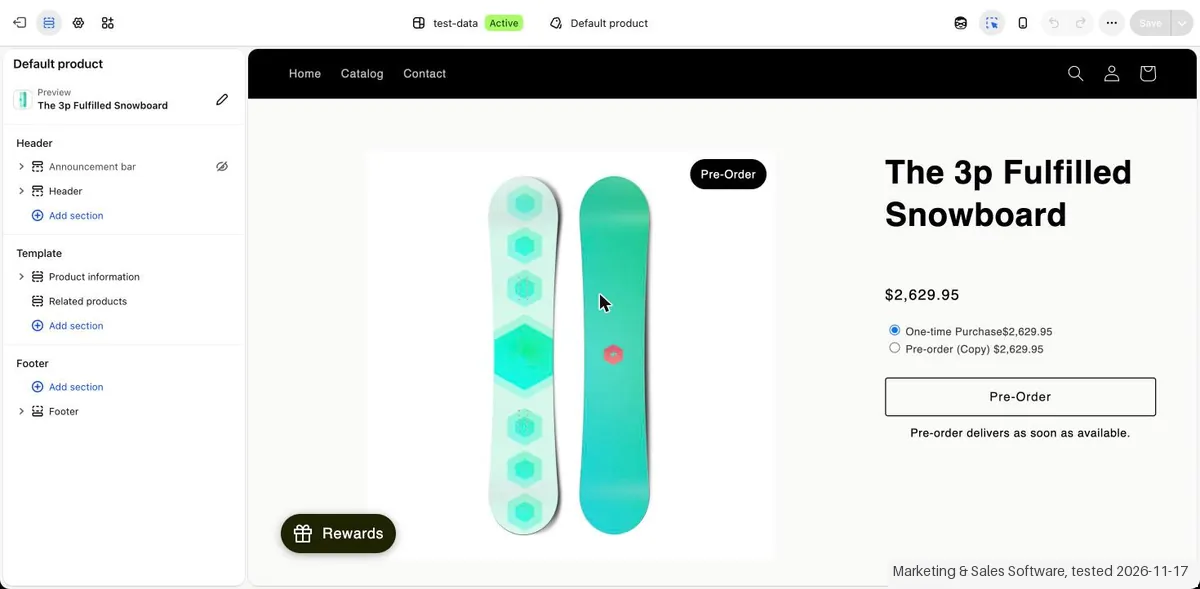 test-data Active Default product Save
Default product
Preview
The 3p Fulfilled Snowboard
Header
Announcement bar
Header
Add section
Template
Product information
Related products
Add section
Footer
Add section
Footer
Home Catalog Contact
Pre-Order
The 3p Fulfilled
Snowboard
$2,629.95
One-time Purchase$2,629.95
Pre-order (Copy) $2,629.95
Pre-Order
Pre-order delivers as soon as available.
Rewards
Marketing & Sales Software, tested 2026-11-17